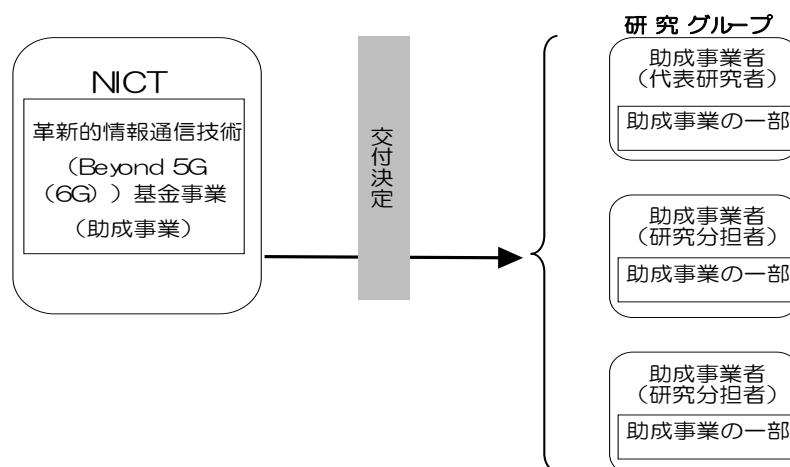 NICT
革新的情報通信技術
（Beyond 5G
（6G））基金事業
（助成事業）
交付決定
研究グループ
助成事業者
（代表研究者）
助成事業の一部
助成事業者
（研究分担者）
助成事業の一部
助成事業者
（研究分担者）
助成事業の一部